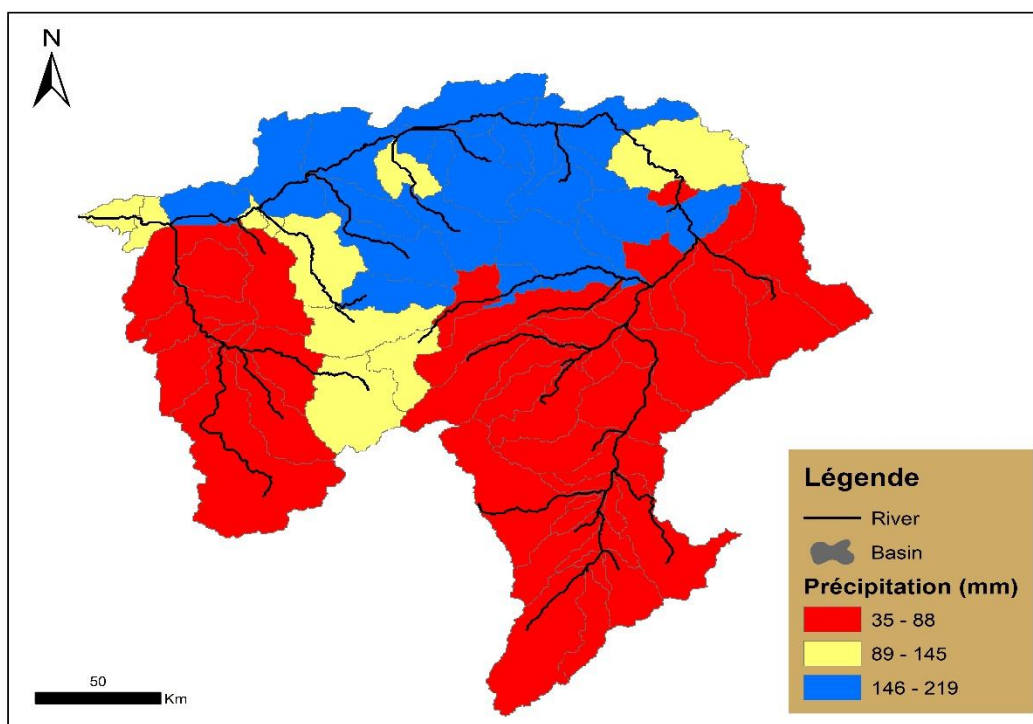 N
Légende
River
Basin
Précipitation (mm)
35 - 88
89 - 145
146 - 219
50
Km